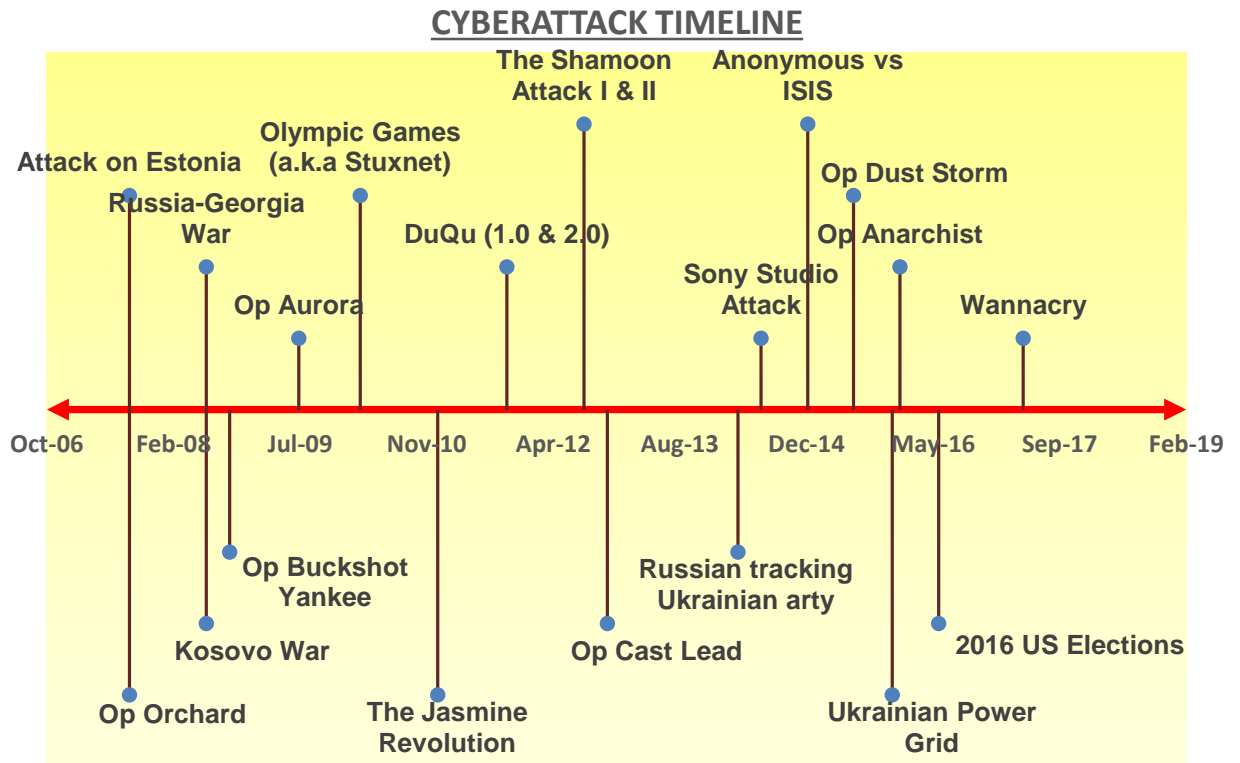 CYBERATTACK TIMELINE
The Shamoon
Attack I & II
Anonymous vs
ISIS
Olympic Games
(a.k.a Stuxnet)
Attack on Estonia
Op Dust Storm
Russia-Georgia
War
DuQu (1.0 & 2.0)
Op Anarchist
Sony Studio
Attack
Op Aurora
Wannacry
Oct-06
Feb-08
Jul-09
Nov-10
Apr-12
Aug-13
Dec-14
May-16
Sep-17
Feb-19
Op Buckshot
Yankee
Russian tracking
Ukrainian arty
Kosovo War
Op Cast Lead
2016 US Elections
Op Orchard
The Jasmine
Revolution
Ukrainian Power
Grid